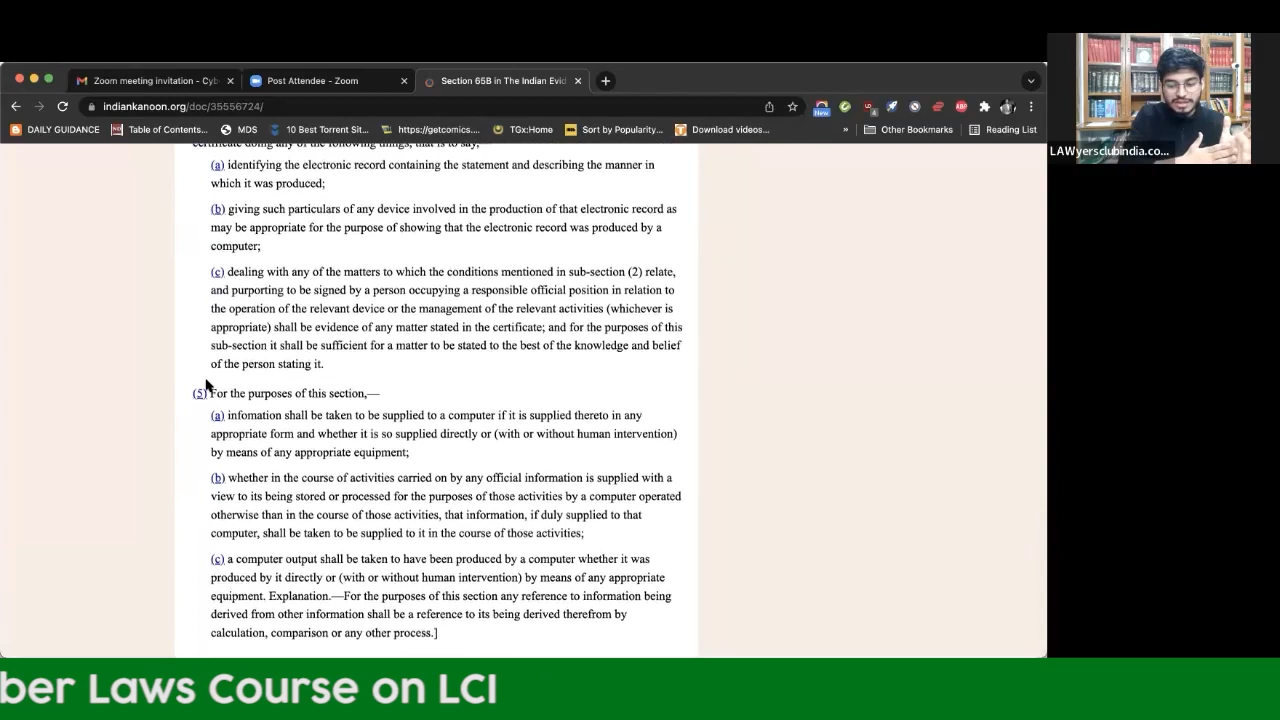 Zoom meeting invitation - Cyb
Post Attendee - Zoom
Section 65B in The Indian Evid
indiankanoon.org/doc/35556724/
New
4
ABP
DAILY GUIDANCE
Table of Contents...
MDS
10 Best Torrent Sit...
https://getcomics....
TGx:Home
Sort by Popularity...
Download videos...
»
Other Bookmarks
Reading List
LAWyersclubindia.co...
certificate doing any of the following things, that is to say,—
(a) identifying the electronic record containing the statement and describing the manner in
which it was produced;
(b) giving such particulars of any device involved in the production of that electronic record as
may be appropriate for the purpose of showing that the electronic record was produced by a
computer;
(c) dealing with any of the matters to which the conditions mentioned in sub-section (2) relate,
and purporting to be signed by a person occupying a responsible official position in relation to
the operation of the relevant device or the management of the relevant activities (whichever is
appropriate) shall be evidence of any matter stated in the certificate; and for the purposes of this
sub-section it shall be sufficient for a matter to be stated to the best of the knowledge and belief
of the person stating it.
(5) For the purposes of this section,—
(a) infomation shall be taken to be supplied to a computer if it is supplied thereto in any
appropriate form and whether it is so supplied directly or (with or without human intervention)
by means of any appropriate equipment;
(b) whether in the course of activities carried on by any official information is supplied with a
view to its being stored or processed for the purposes of those activities by a computer operated
otherwise than in the course of those activities, that information, if duly supplied to that
computer, shall be taken to be supplied to it in the course of those activities;
(c) a computer output shall be taken to have been produced by a computer whether it was
produced by it directly or (with or without human intervention) by means of any appropriate
equipment. Explanation.—For the purposes of this section any reference to information being
derived from other information shall be a reference to its being derived therefrom by
calculation, comparison or any other process.]
ber Laws Course on LCI